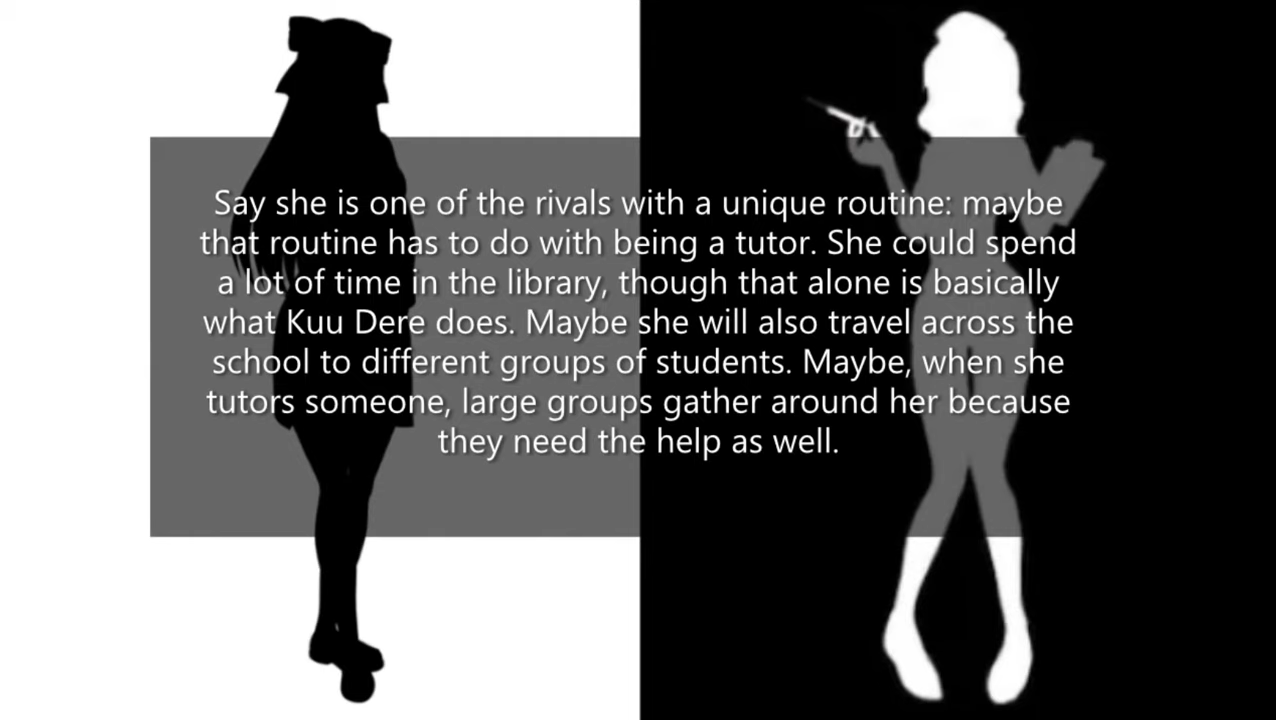 Say she is one of the rivals with a unique routine: maybe
that routine has to do with being a tutor. She could spend
a lot of time in the library, though that alone is basically
what Kuu Dere does. Maybe she will also travel across the
school to different groups of students. Maybe, when she
tutors someone, large groups gather around her because
they need the help as well.